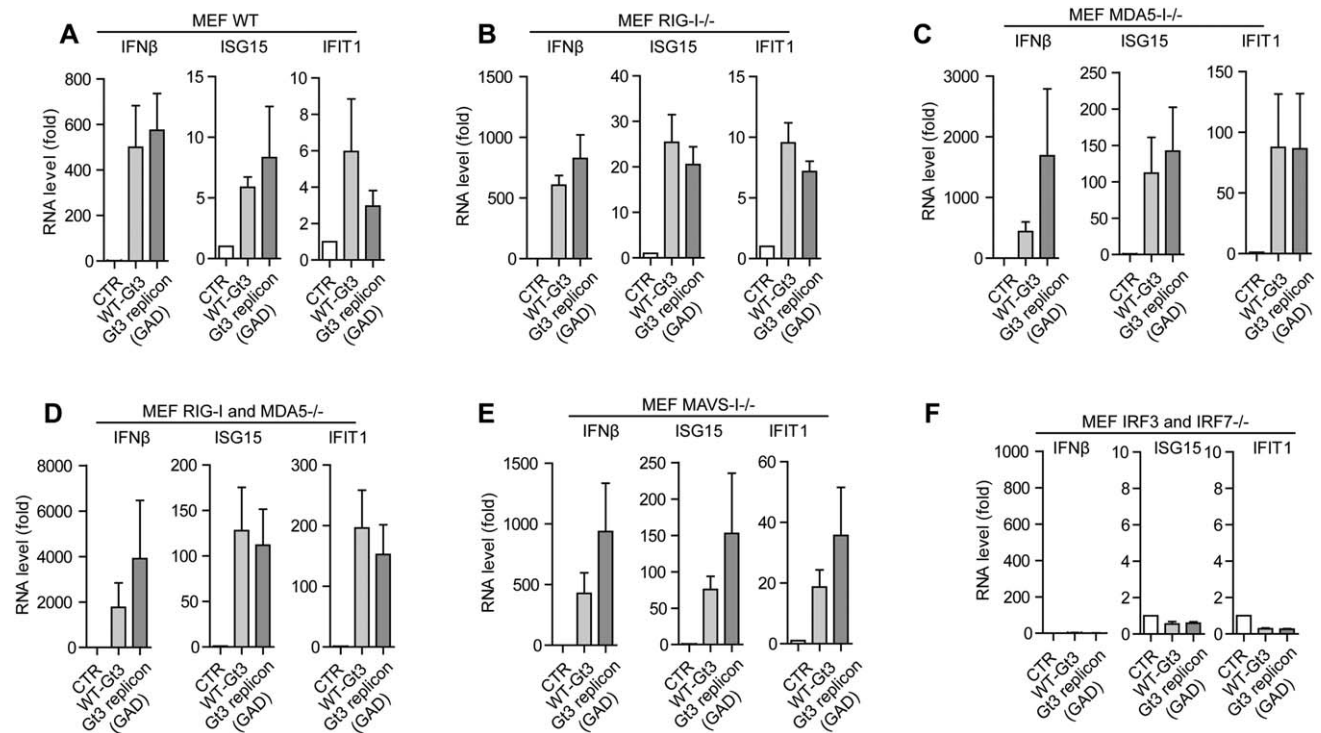 A
MEF WT
IFNβ ISG15 IFIT1
RNA level (fold)
800
600
400
200
0
15
10
5
0
10
8
6
4
2
0
CTR
WT-Gt3
Gt3 replicon
(GAD)
CTR
WT-Gt3
Gt3 replicon
(GAD)
CTR
WT-Gt3
Gt3 replicon
(GAD)
B
MEF RIG-I-/-
IFNβ ISG15 IFIT1
RNA level (fold)
1500
1000
500
0
40
30
20
10
0
15
10
5
0
CTR
WT-Gt3
Gt3 replicon
(GAD)
CTR
WT-Gt3
Gt3 replicon
(GAD)
CTR
WT-Gt3
Gt3 replicon
(GAD)
C
MEF MDA5-I-/-
IFNβ ISG15 IFIT1
RNA level (fold)
3000
2000
1000
0
250
200
150
100
50
0
150
100
50
0
CTR
WT-Gt3
Gt3 replicon
(GAD)
CTR
WT-Gt3
Gt3 replicon
(GAD)
CTR
WT-Gt3
Gt3 replicon
(GAD)
D
MEF RIG-I and MDA5-/-
IFNβ ISG15 IFIT1
RNA level (fold)
8000
6000
4000
2000
0
200
150
100
50
0
300
200
100
0
CTR
WT-Gt3
Gt3 replicon
(GAD)
CTR
WT-Gt3
Gt3 replicon
(GAD)
CTR
WT-Gt3
Gt3 replicon
(GAD)
E
MEF MAVS-I-/-
IFNβ ISG15 IFIT1
RNA level (fold)
1500
1000
500
0
250
200
150
100
50
0
60
40
20
0
CTR
WT-Gt3
Gt3 replicon
(GAD)
CTR
WT-Gt3
Gt3 replicon
(GAD)
CTR
WT-Gt3
Gt3 replicon
(GAD)
F
MEF IRF3 and IRF7-/-
IFNβ ISG15 IFIT1
RNA level (fold)
1000
800
600
400
200
0
10
8
6
4
2
0
10
8
6
4
2
0
CTR
WT-Gt3
Gt3 replicon
(GAD)
CTR
WT-Gt3
Gt3 replicon
(GAD)
CTR
WT-Gt3
Gt3 replicon
(GAD)